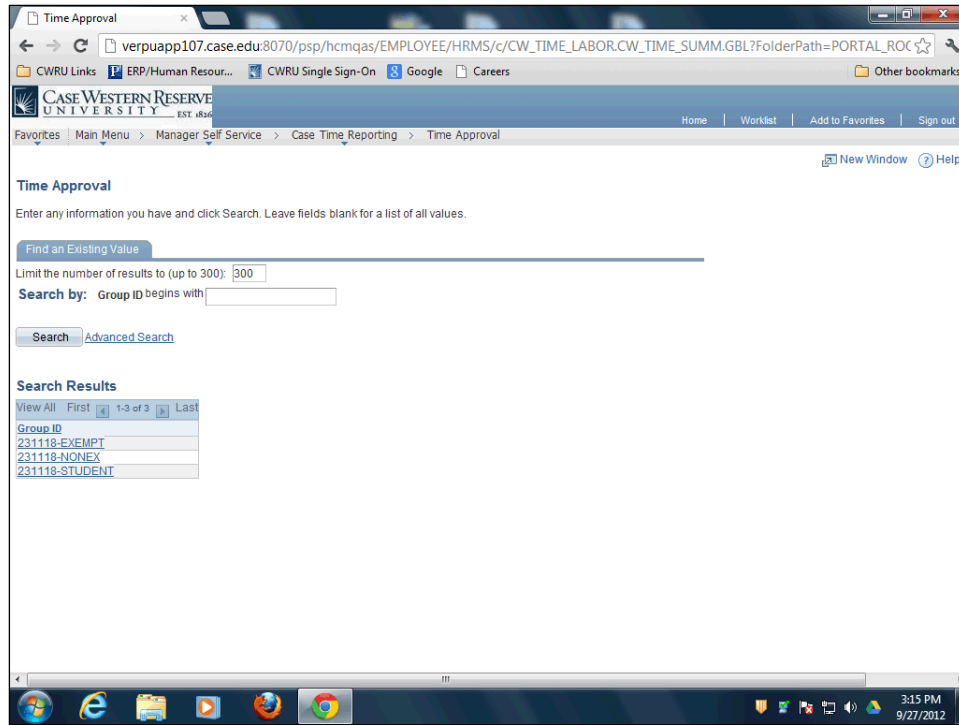 Time Approval
verpuapp107.case.edu:8070/psp/hcmqas/EMPLOYEE/HRMS/c/CW_TIME_LABOR.CW_TIME_SUMM.GBL?FolderPath=PORTAL_ROC
CWRU Links ERP/Human Resour... CWRU Single Sign-On Google Careers Other bookmarks
CASE WESTERN RESERVE
UNIVERSITY EST. 1826
Home | Worklist | Add to Favorites | Sign out
Favorites | Main Menu > Manager Self Service > Case Time Reporting > Time Approval
New Window ? Help
Time Approval
Enter any information you have and click Search. Leave fields blank for a list of all values.
Find an Existing Value
Limit the number of results to (up to 300): 300
Search by: Group ID begins with
Search Advanced Search
Search Results
View All First 1-3 of 3 Last
Group ID
231118-EXEMPT
231118-NONEX
231118-STUDENT
3:15 PM
9/27/2012